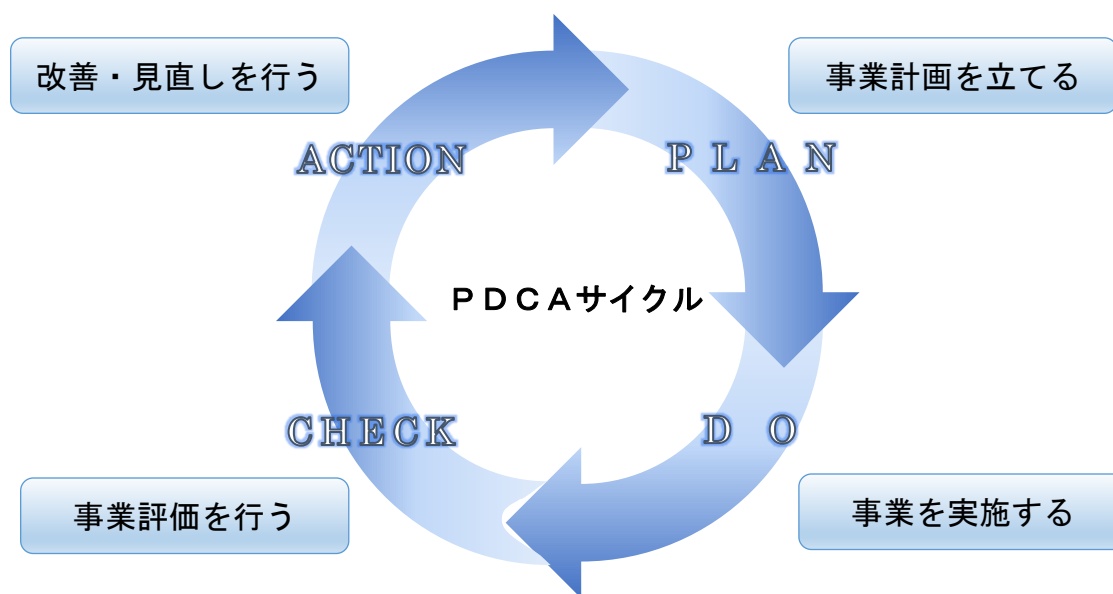 改善・見直しを行う
事業計画を立てる
ACTION
PLAN
PDCAサイクル
CHECK
DO
事業評価を行う
事業を実施する